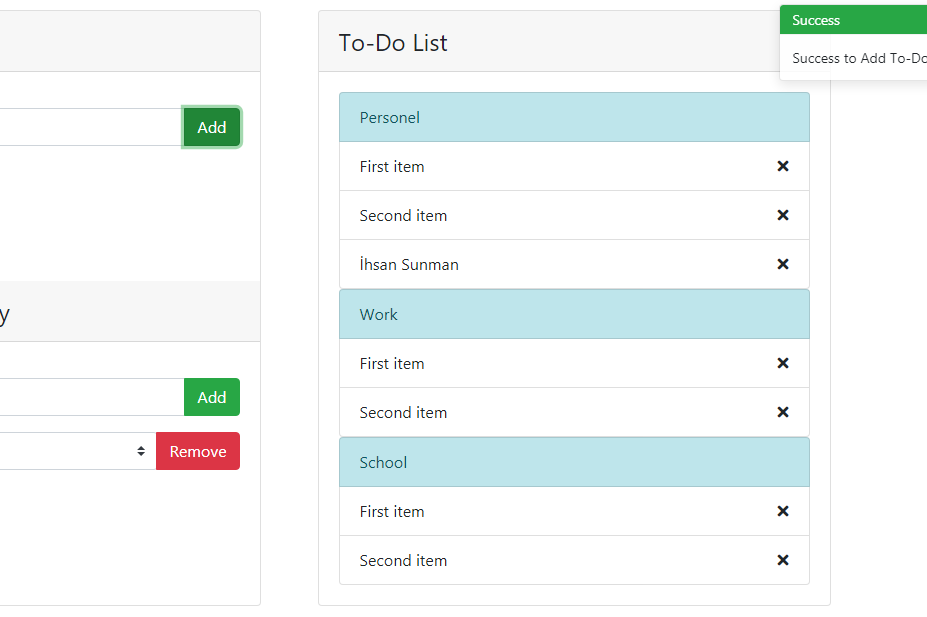 To-Do List
Success
Success to Add To-Do
Add
Personel
First item
Second item
İhsan Sunman
y
Work
First item
Add
Second item
Remove
School
First item
Second item